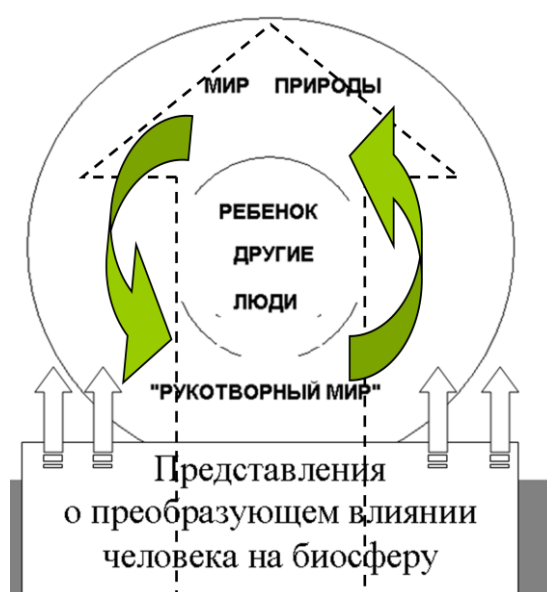 МИР ПРИРОДЫ
РЕБЕНОК
ДРУГИЕ
ЛЮДИ
"РУКОТВОРНЫЙ МИР"
Представления
о преобразующем влиянии
человека на биосферу